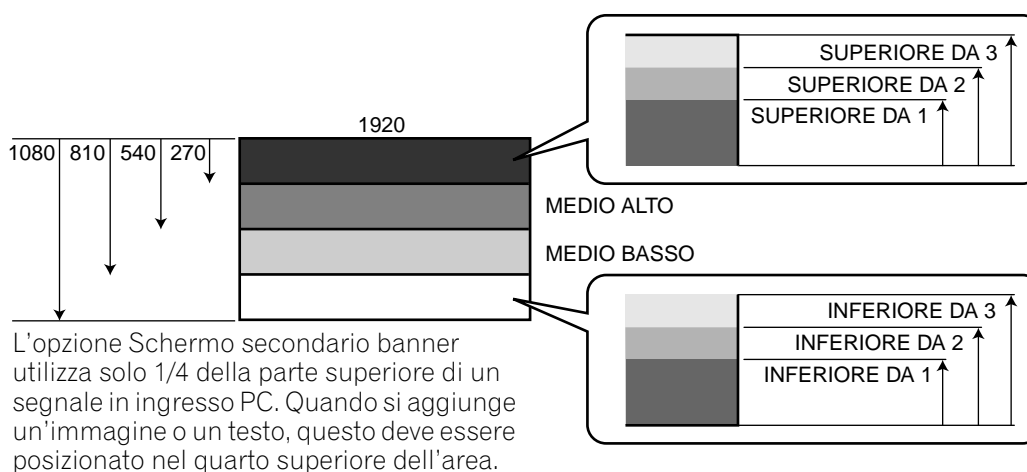 SUPERIORE DA 3
SUPERIORE DA 2
SUPERIORE DA 1
1920
1080 810 540 270
MEDIO ALTO
MEDIO BASSO
INFERIORE DA 3
INFERIORE DA 2
INFERIORE DA 1
L'opzione Schermo secondario banner
utilizza solo 1/4 della parte superiore di un
segnale in ingresso PC. Quando si aggiunge
un'immagine o un testo, questo deve essere
posizionato nel quarto superiore dell'area.